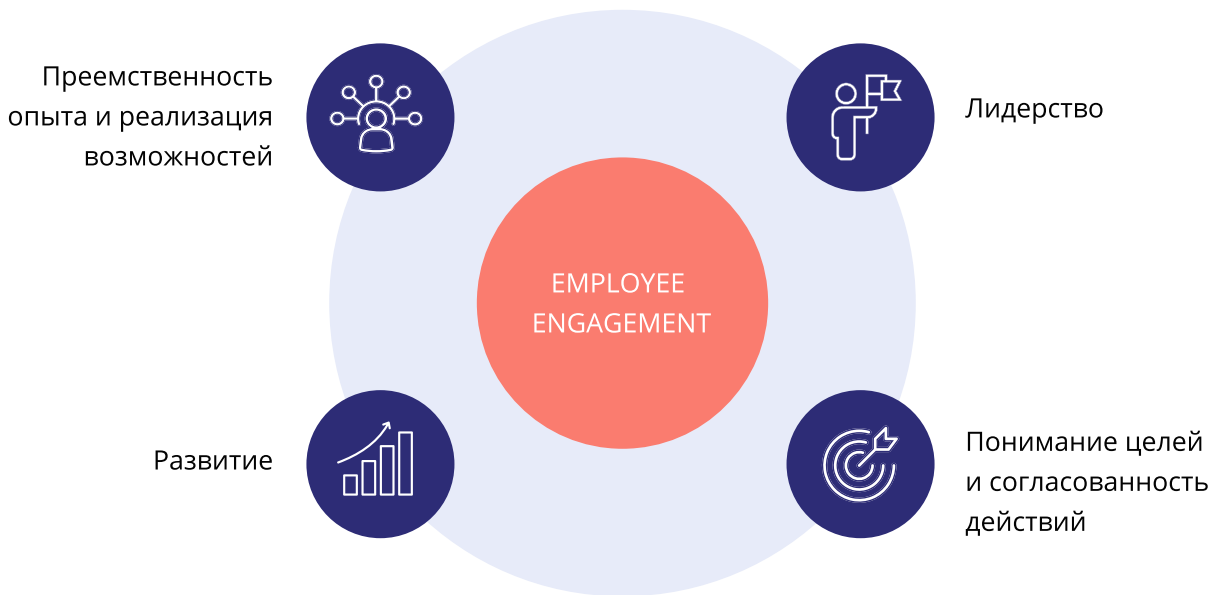 Преемственность
опыта и реализация
возможностей
Лидерство
EMPLOYEE
ENGAGEMENT
Развитие
Понимание целей
и согласованность
действий